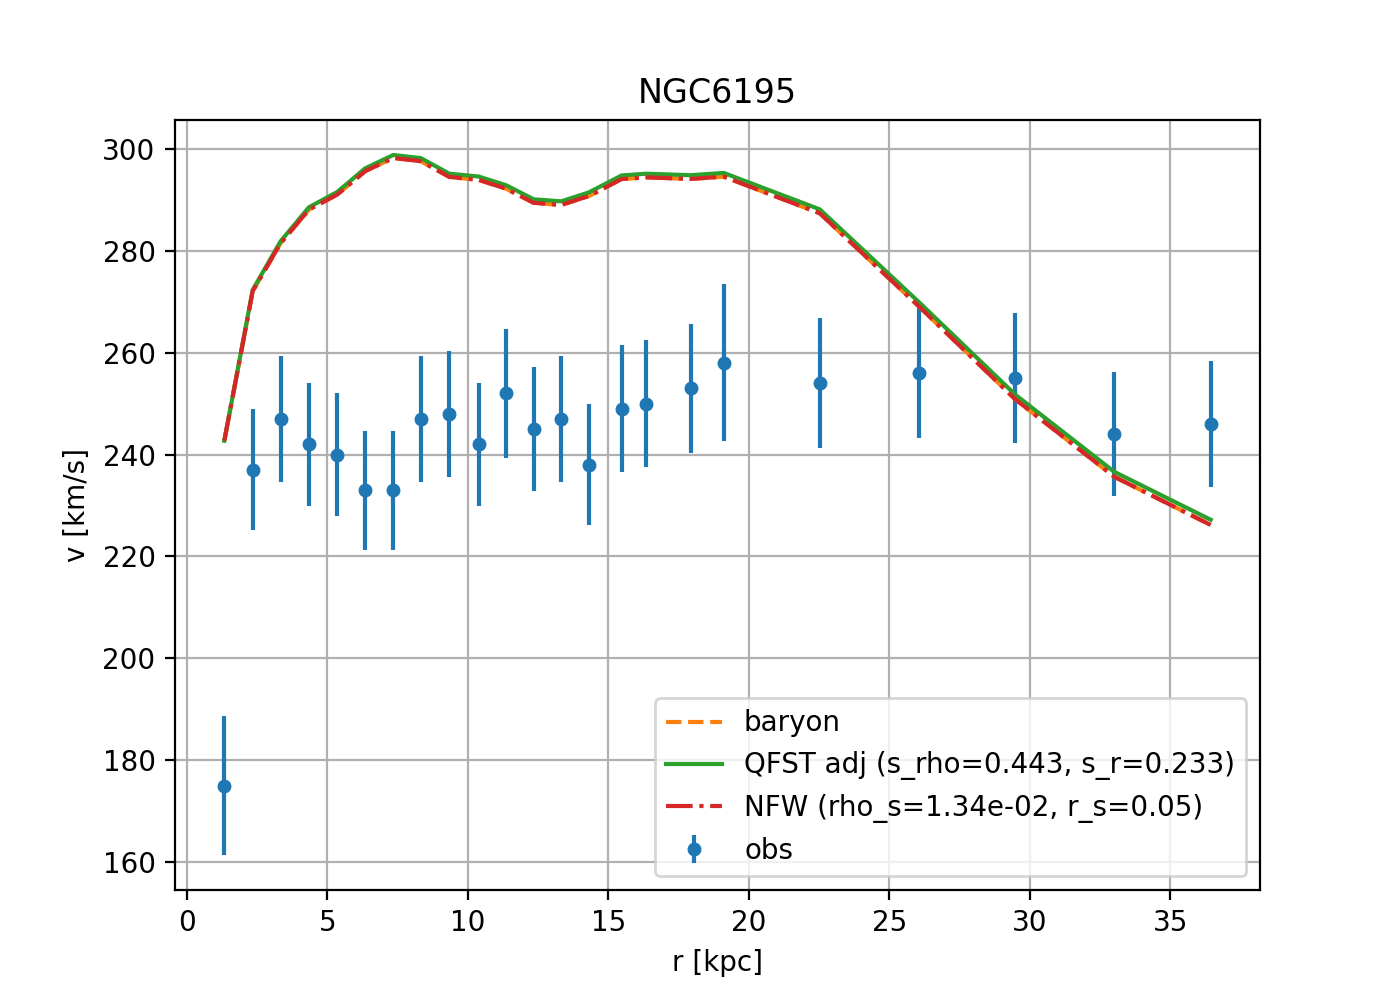 NGC6195
v [km/s]
300
280
260
240
220
200
180
160
baryon
QFST adj (s_rho=0.443, s_r=0.233)
NFW (rho_s=1.34e-02, r_s=0.05)
obs
0 5 10 15 20 25 30 35
r [kpc]